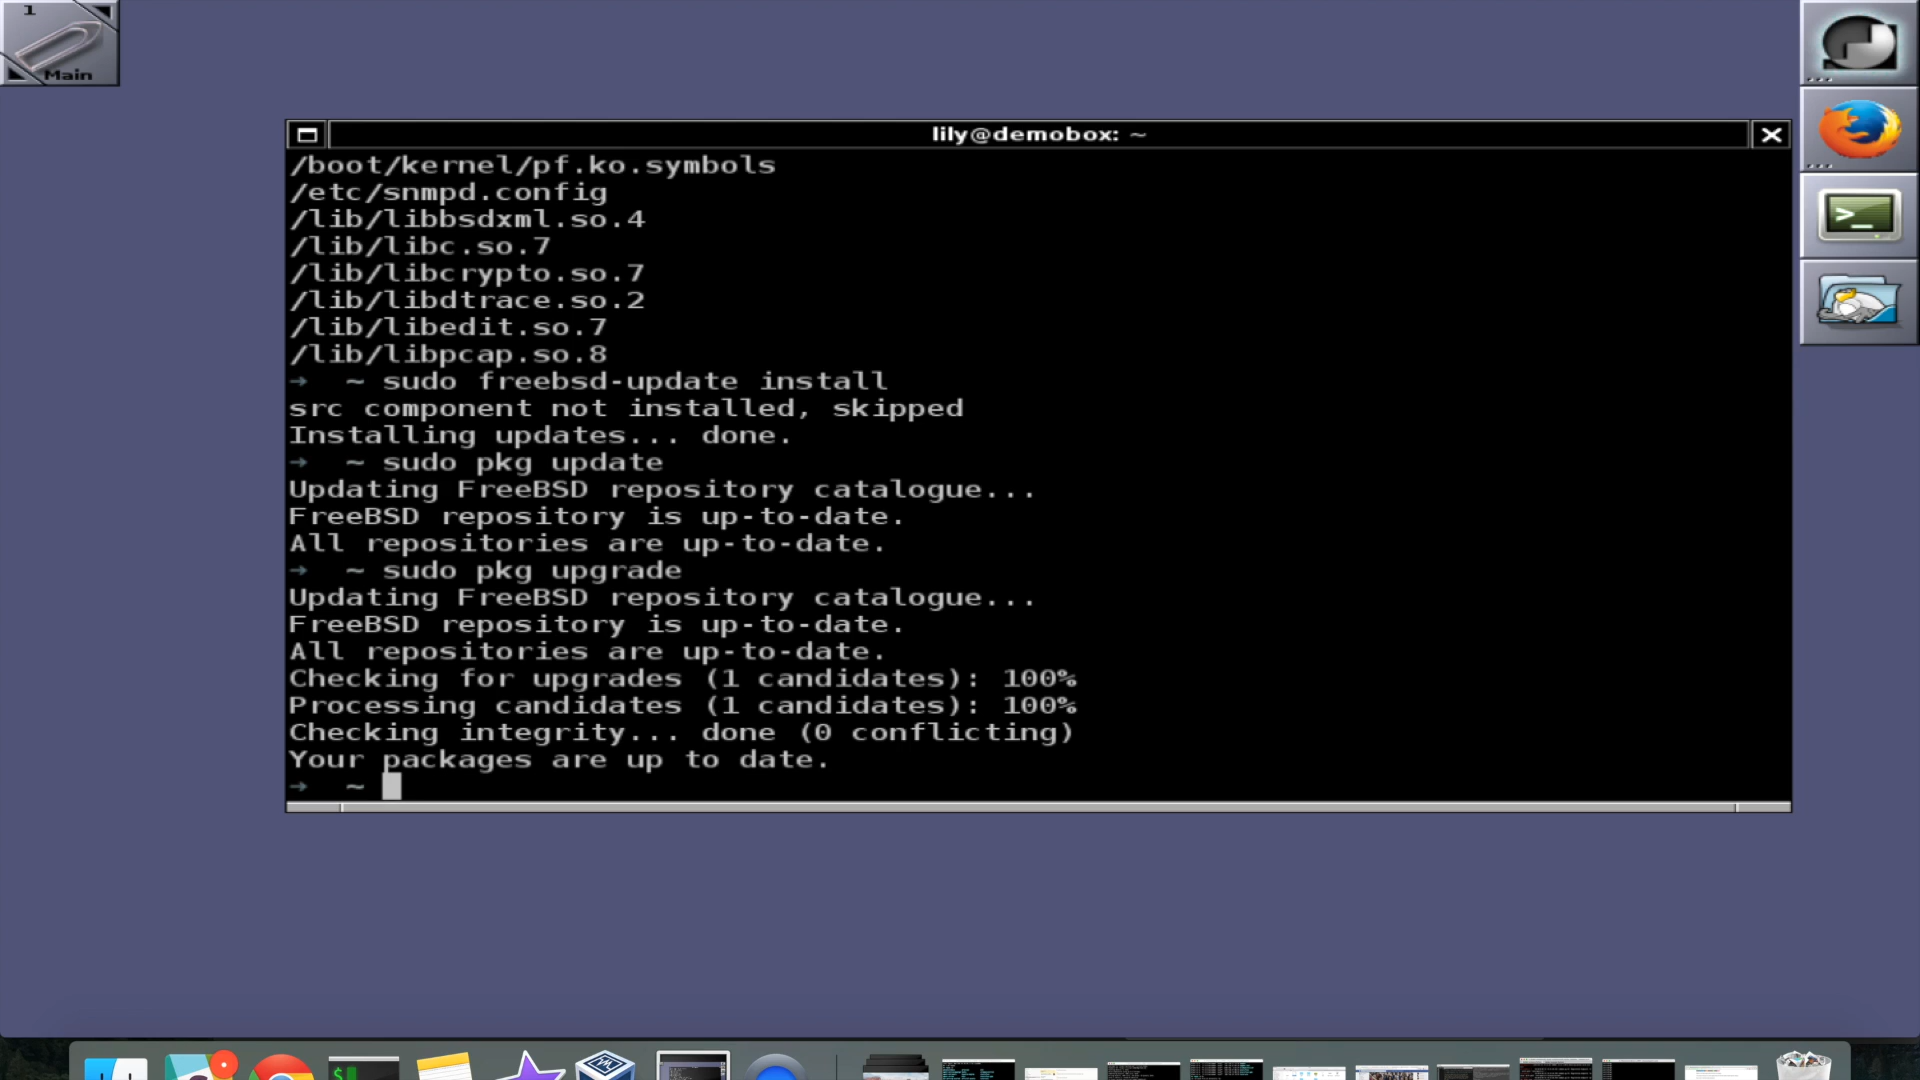 1
Main
lily@demobox: ~
/boot/kernel/pf.ko.symbols
/etc/snmpd.config
/lib/libbsdxml.so.4
/lib/libc.so.7
/lib/libcrypto.so.7
/lib/libdtrace.so.2
/lib/libedit.so.7
/lib/libpcap.so.8
→ ~ sudo freebsd-update install
src component not installed, skipped
Installing updates... done.
→ ~ sudo pkg update
Updating FreeBSD repository catalogue...
FreeBSD repository is up-to-date.
All repositories are up-to-date.
→ ~ sudo pkg upgrade
Updating FreeBSD repository catalogue...
FreeBSD repository is up-to-date.
All repositories are up-to-date.
Checking for upgrades (1 candidates): 100%
Processing candidates (1 candidates): 100%
Checking integrity... done (0 conflicting)
Your packages are up to date.
→ ~
>_
$